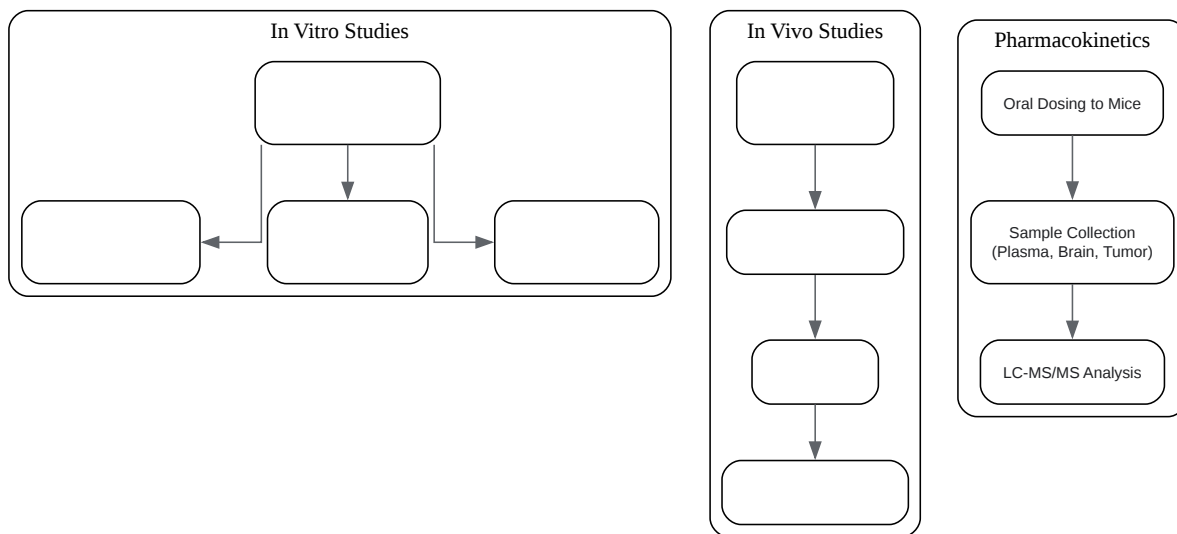 In Vitro Studies
In Vivo Studies
Pharmacokinetics
Oral Dosing to Mice
Sample Collection
(Plasma, Brain, Tumor)
LC-MS/MS Analysis